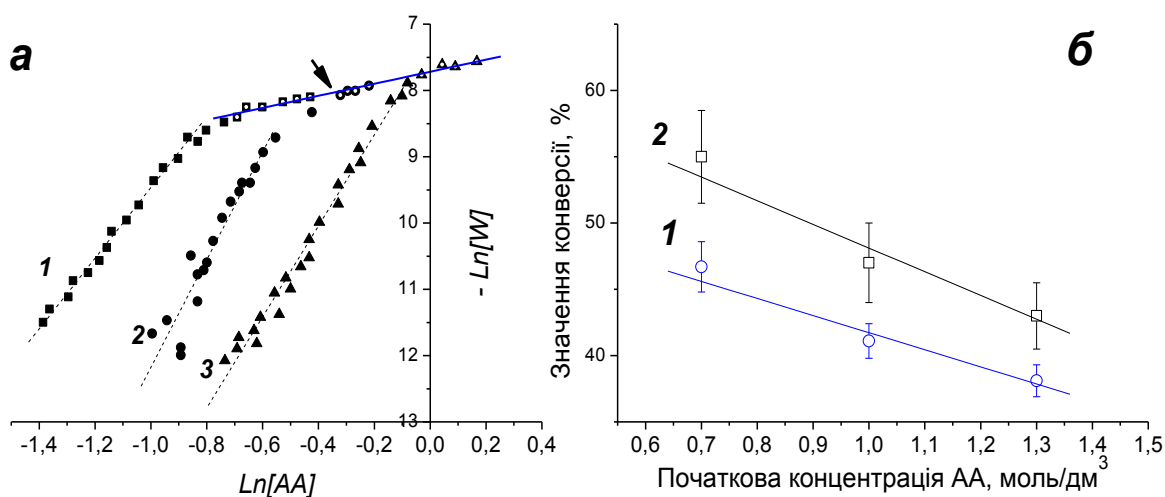 а
7
8
9
10
11
12
13
- Ln[W]
1
2
3
-1,4 -1,2 -1,0 -0,8 -0,6 -0,4 -0,2 0,0 0,2 0,4
Ln[AA]
б
Значення конверсії, %
60
50
40
2
1
0,6 0,7 0,8 0,9 1,0 1,1 1,2 1,3 1,4 1,5
Початкова концентрація АА, моль/дм³